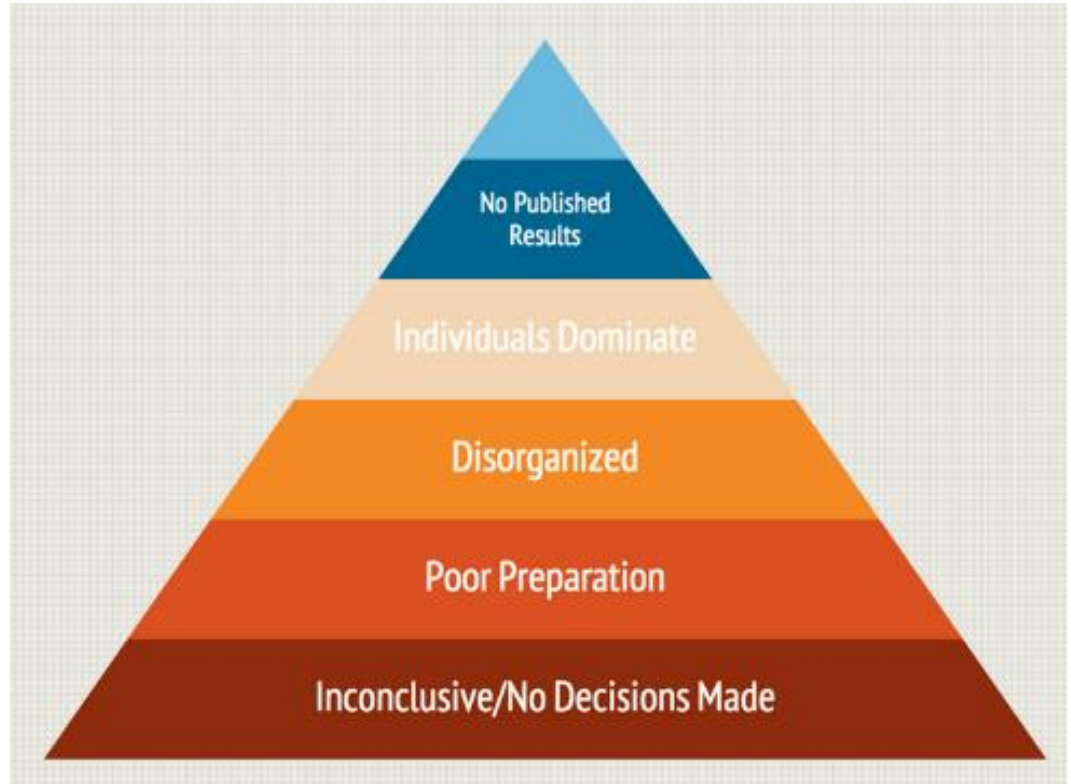 No Published
Results
Individuals Dominate
Disorganized
Poor Preparation
Inconclusive/No Decisions Made